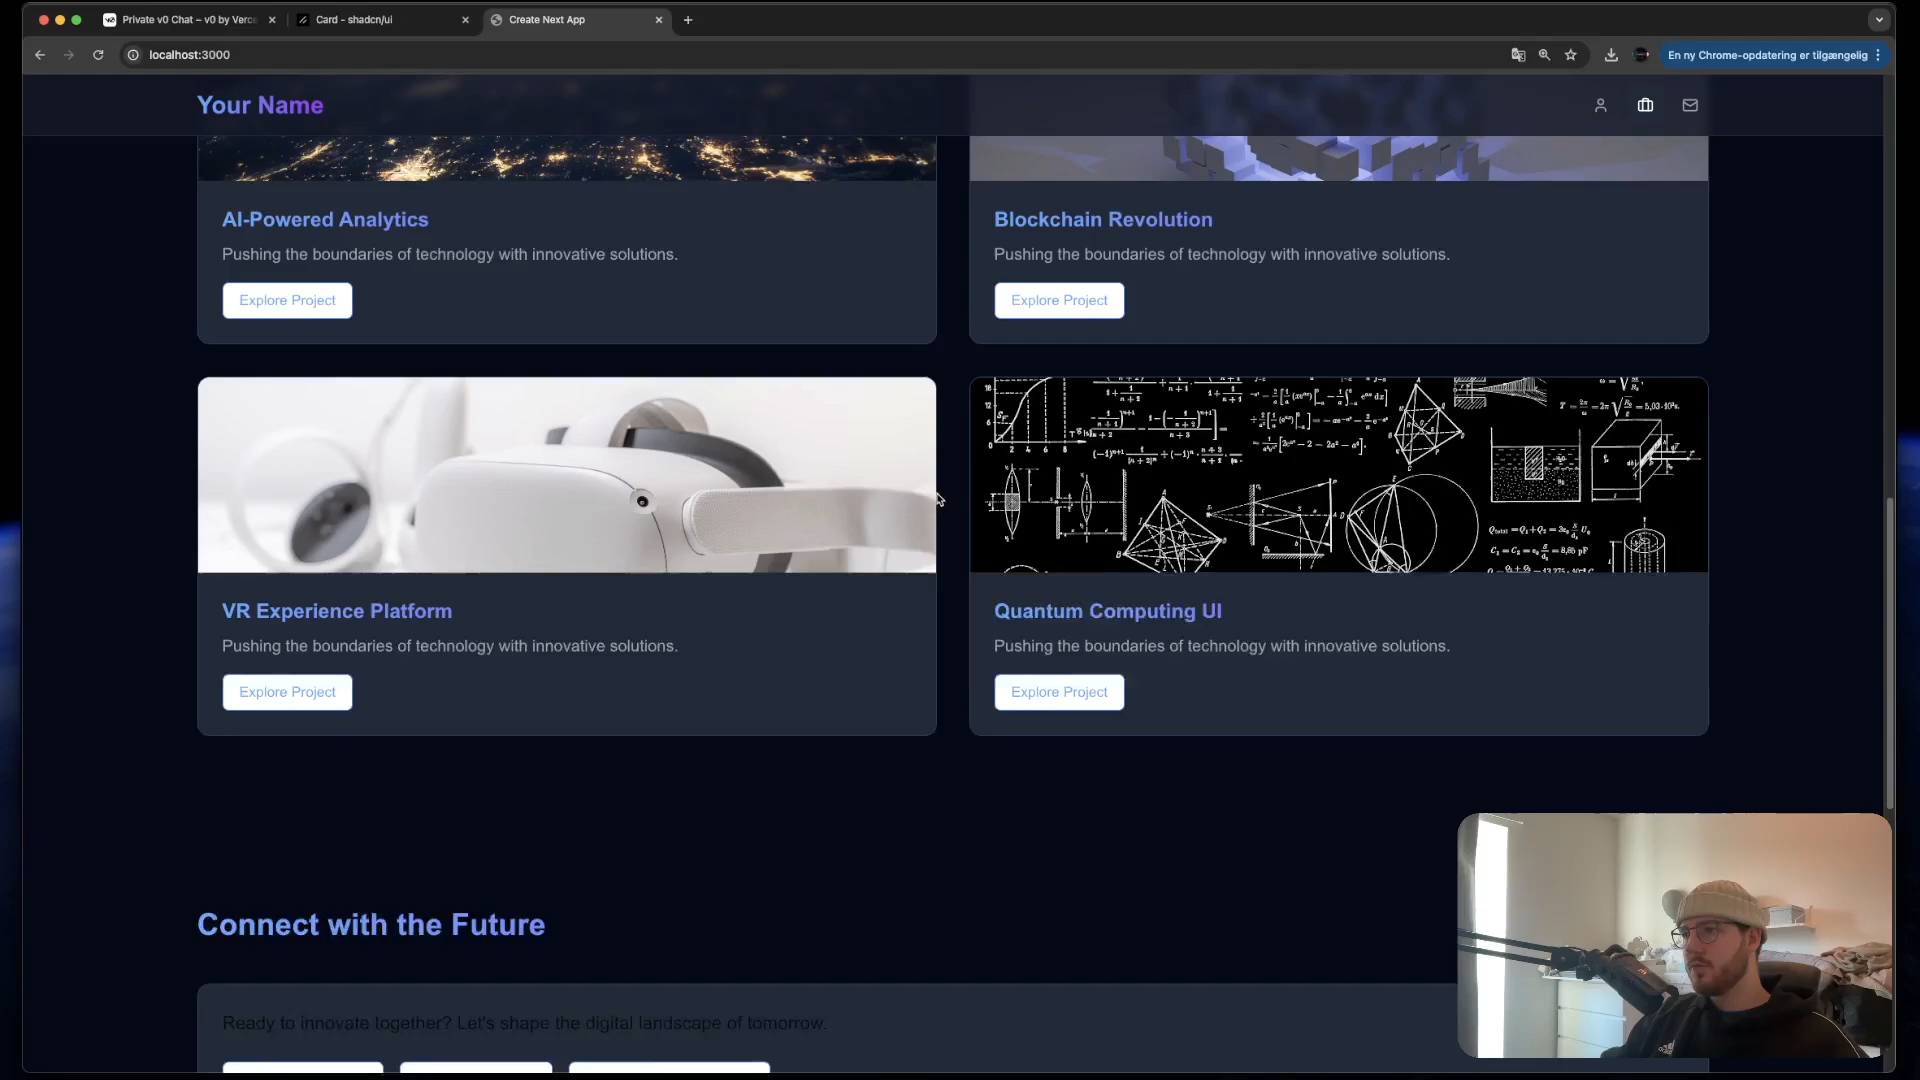 Private v0 Chat – v0 by Verc
Card - shadcn/ui
Create Next App
localhost:3000
En ny Chrome-opdatering er tilgængelig
Your Name
AI-Powered Analytics
Pushing the boundaries of technology with innovative solutions.
Explore Project
Blockchain Revolution
Pushing the boundaries of technology with innovative solutions.
Explore Project
VR Experience Platform
Pushing the boundaries of technology with innovative solutions.
Explore Project
Quantum Computing UI
Pushing the boundaries of technology with innovative solutions.
Explore Project
Connect with the Future
Ready to innovate together? Let's shape the digital landscape of tomorrow.